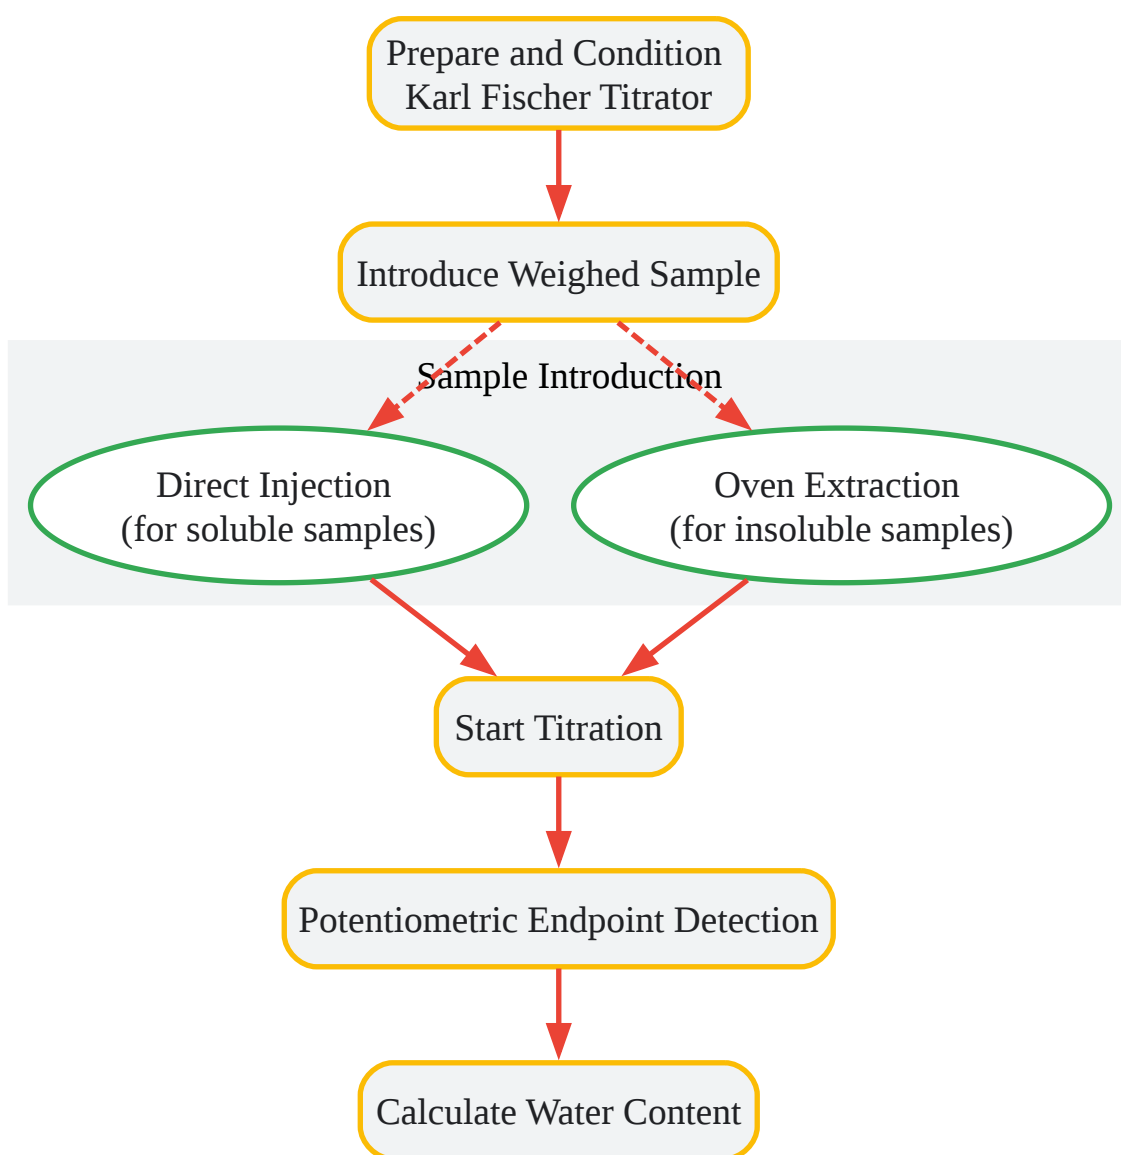 Prepare and Condition
Karl Fischer Titrator
Introduce Weighed Sample
Sample Introduction
Direct Injection
(for soluble samples)
Oven Extraction
(for insoluble samples)
Start Titration
Potentiometric Endpoint Detection
Calculate Water Content